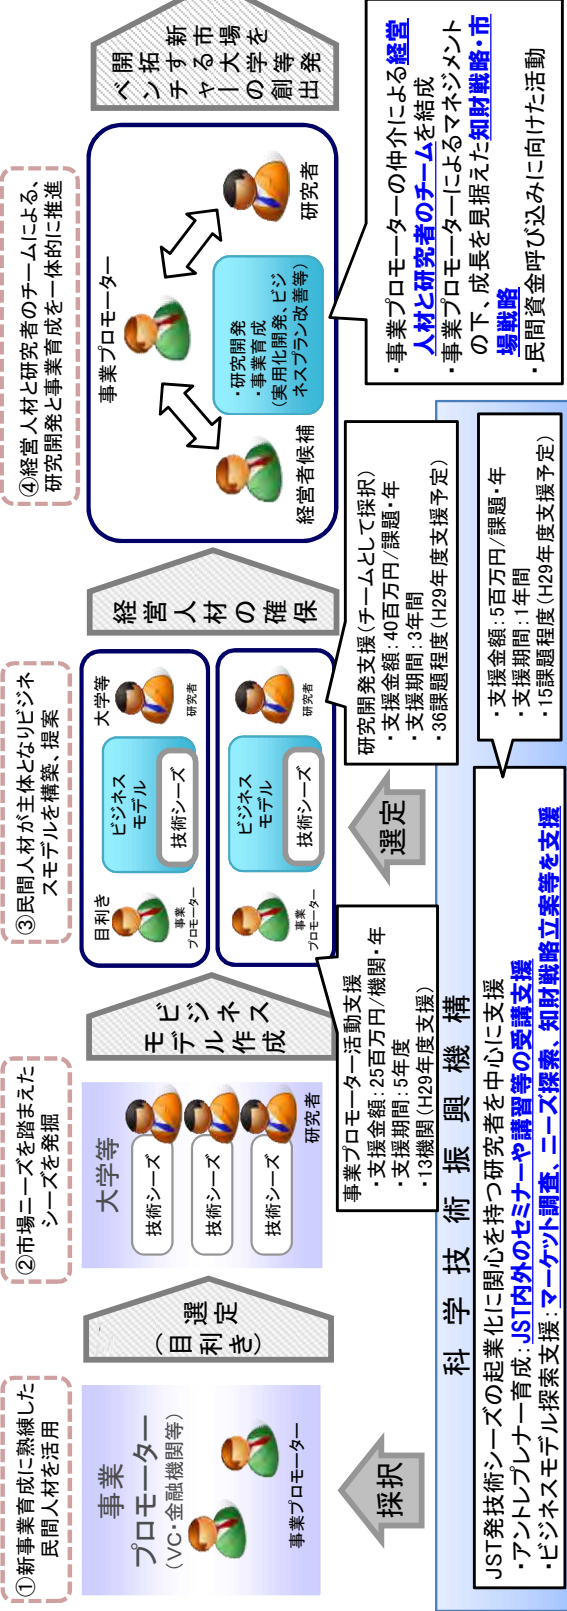 ①新事業育成に熟練した
民間人材を活用
事業
プロモーター
(VC・金融機関等)
事業プロモーター
採択
選定
(目利き)
②市場ニーズを踏まえた
シーズを発掘
大学等
技術シーズ
技術シーズ
技術シーズ
研究者
ビジネス
モデル
作成
③民間人材が主体となりビジネ
スモデルを構築、提案
目利き
事業
プロモーター
ビジネス
モデル
技術シーズ
大学等
研究者
事業
プロモーター
ビジネス
モデル
技術シーズ
研究者
選定
経営人材の確保
④経営人材と研究者のチームによる、
研究開発と事業育成を一体的に推進
事業プロモーター
経営者候補
・研究開発
・事業育成
(実用化開発、ビジ
ネスプラン改善等)
研究者
新市場を
開拓する大学等発
ベンチャーの創出
事業プロモーター活動支援
・支援金額:25百万円/機関・年
・支援期間:5年度
・13機関(H29年度支援)
研究開発支援(チームとして採択)
・支援金額:40百万円/課題・年
・支援期間:3年間
・36課題程度(H29年度支援予定)
・事業プロモーターの仲介による経営
人材と研究者のチームを結成
・事業プロモーターによるマネジメント
の下、成長を見据えた知財戦略・市
場戦略
・民間資金呼び込みに向けた活動
科学技術振興機構
JST発技術シーズの起業化に関心を持つ研究者を中心に支援
・アントレプレナー育成:JST内外のセミナーや講習等の受講支援
・ビジネスモデル探索支援:マーケット調査、ニーズ探索、知財戦略立案等を支援
・支援金額:5百万円/課題・年
・支援期間:1年間
・15課題程度(H29年度支援予定)